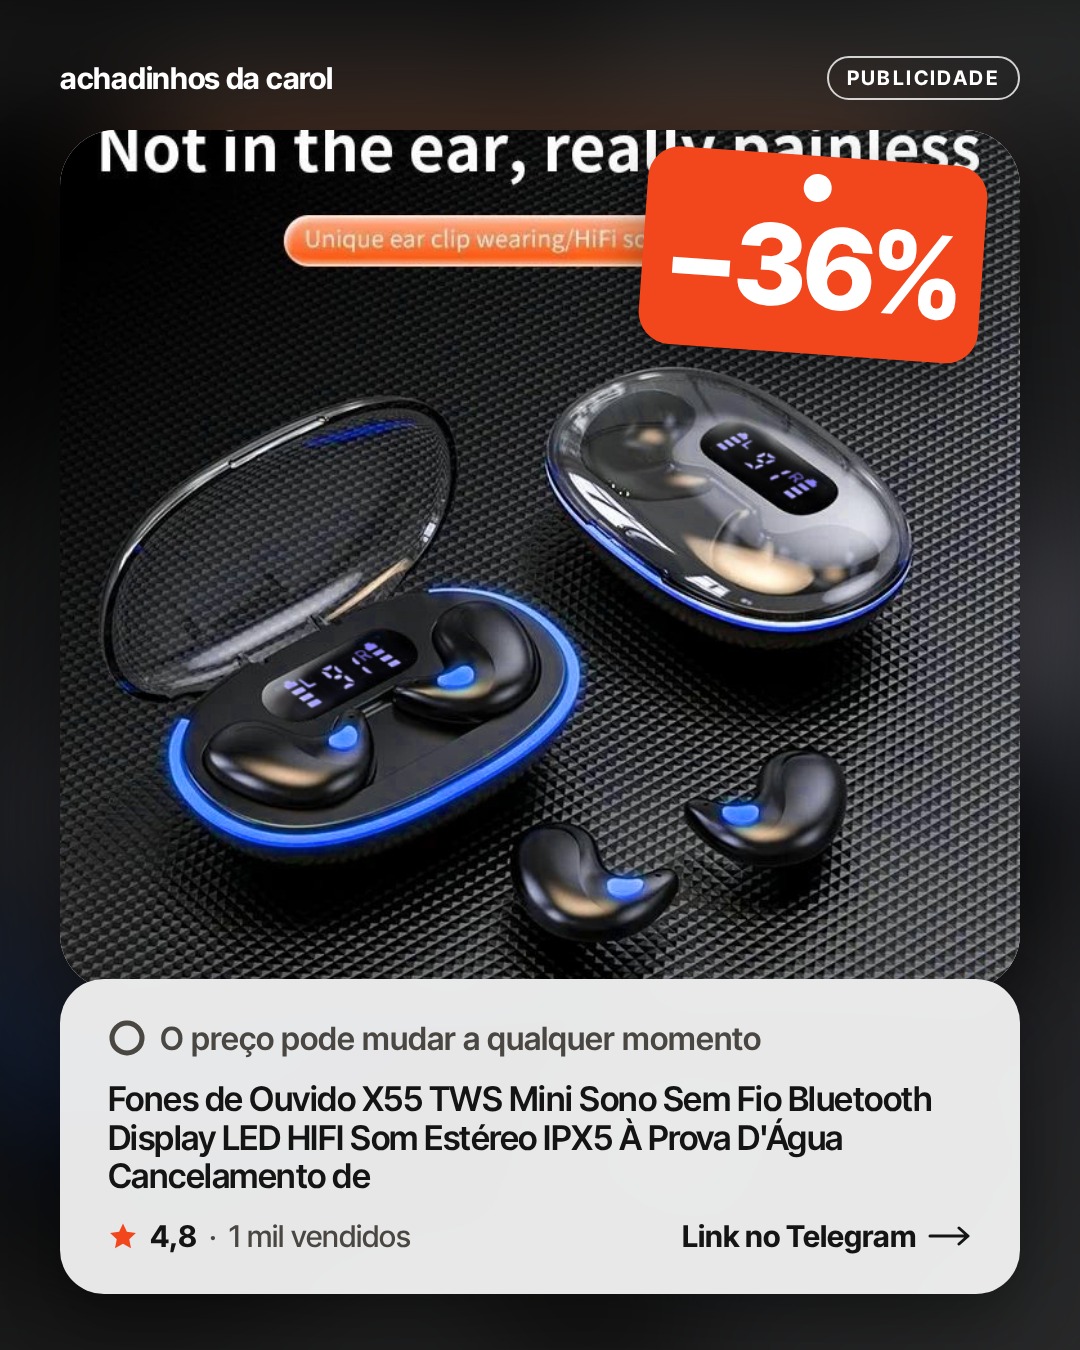 achadinhos da carol
PUBLICIDADE
Not in the ear, really painless
Unique ear clip wearing/HiFi
−36%
L 91 R
L 91 R
O preço pode mudar a qualquer momento
Fones de Ouvido X55 TWS Mini Sono Sem Fio Bluetooth
Display LED HIFI Som Estéreo IPX5 À Prova D'Água
Cancelamento de
4,8 · 1 mil vendidos
Link no Telegram →